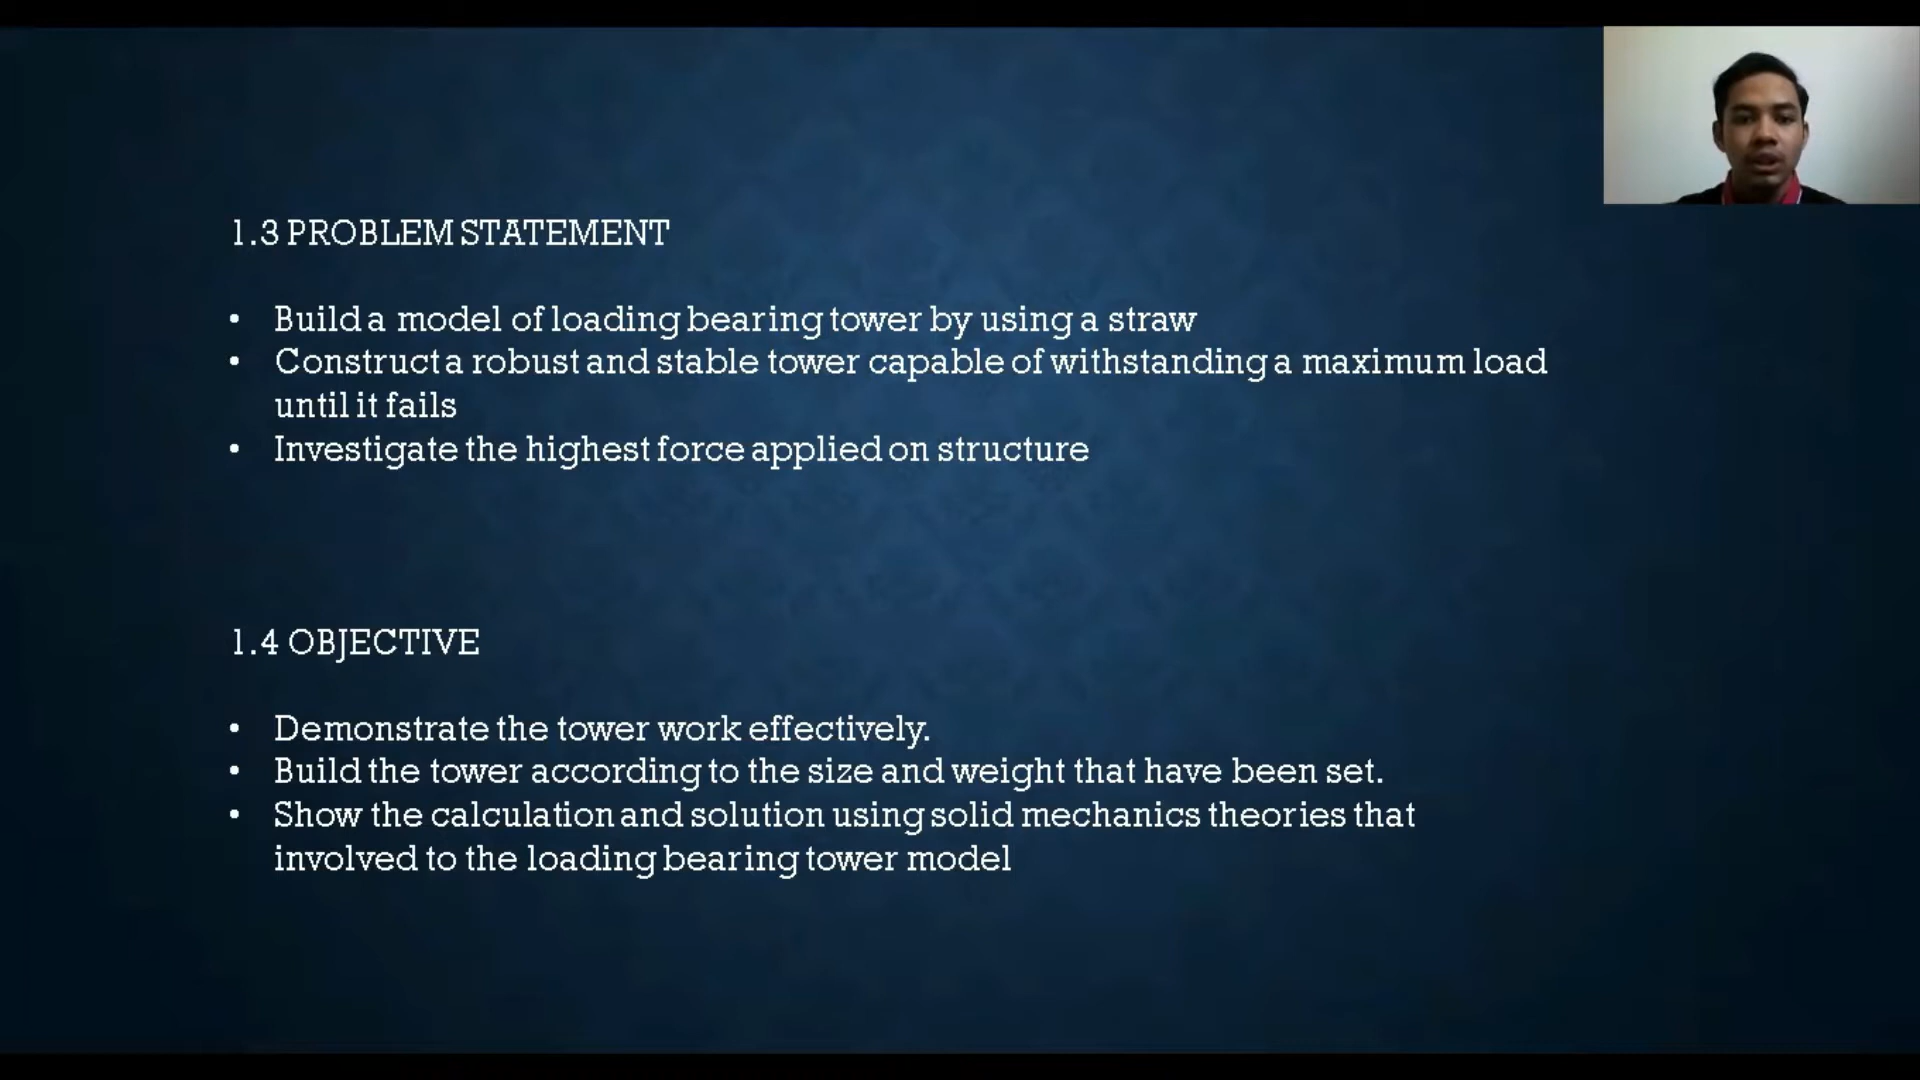 1.3 PROBLEM STATEMENT
• Build a model of loading bearing tower by using a straw
• Construct a robust and stable tower capable of withstanding a maximum load
until it fails
• Investigate the highest force applied on structure
1.4 OBJECTIVE
• Demonstrate the tower work effectively.
• Build the tower according to the size and weight that have been set.
• Show the calculation and solution using solid mechanics theories that
involved to the loading bearing tower model